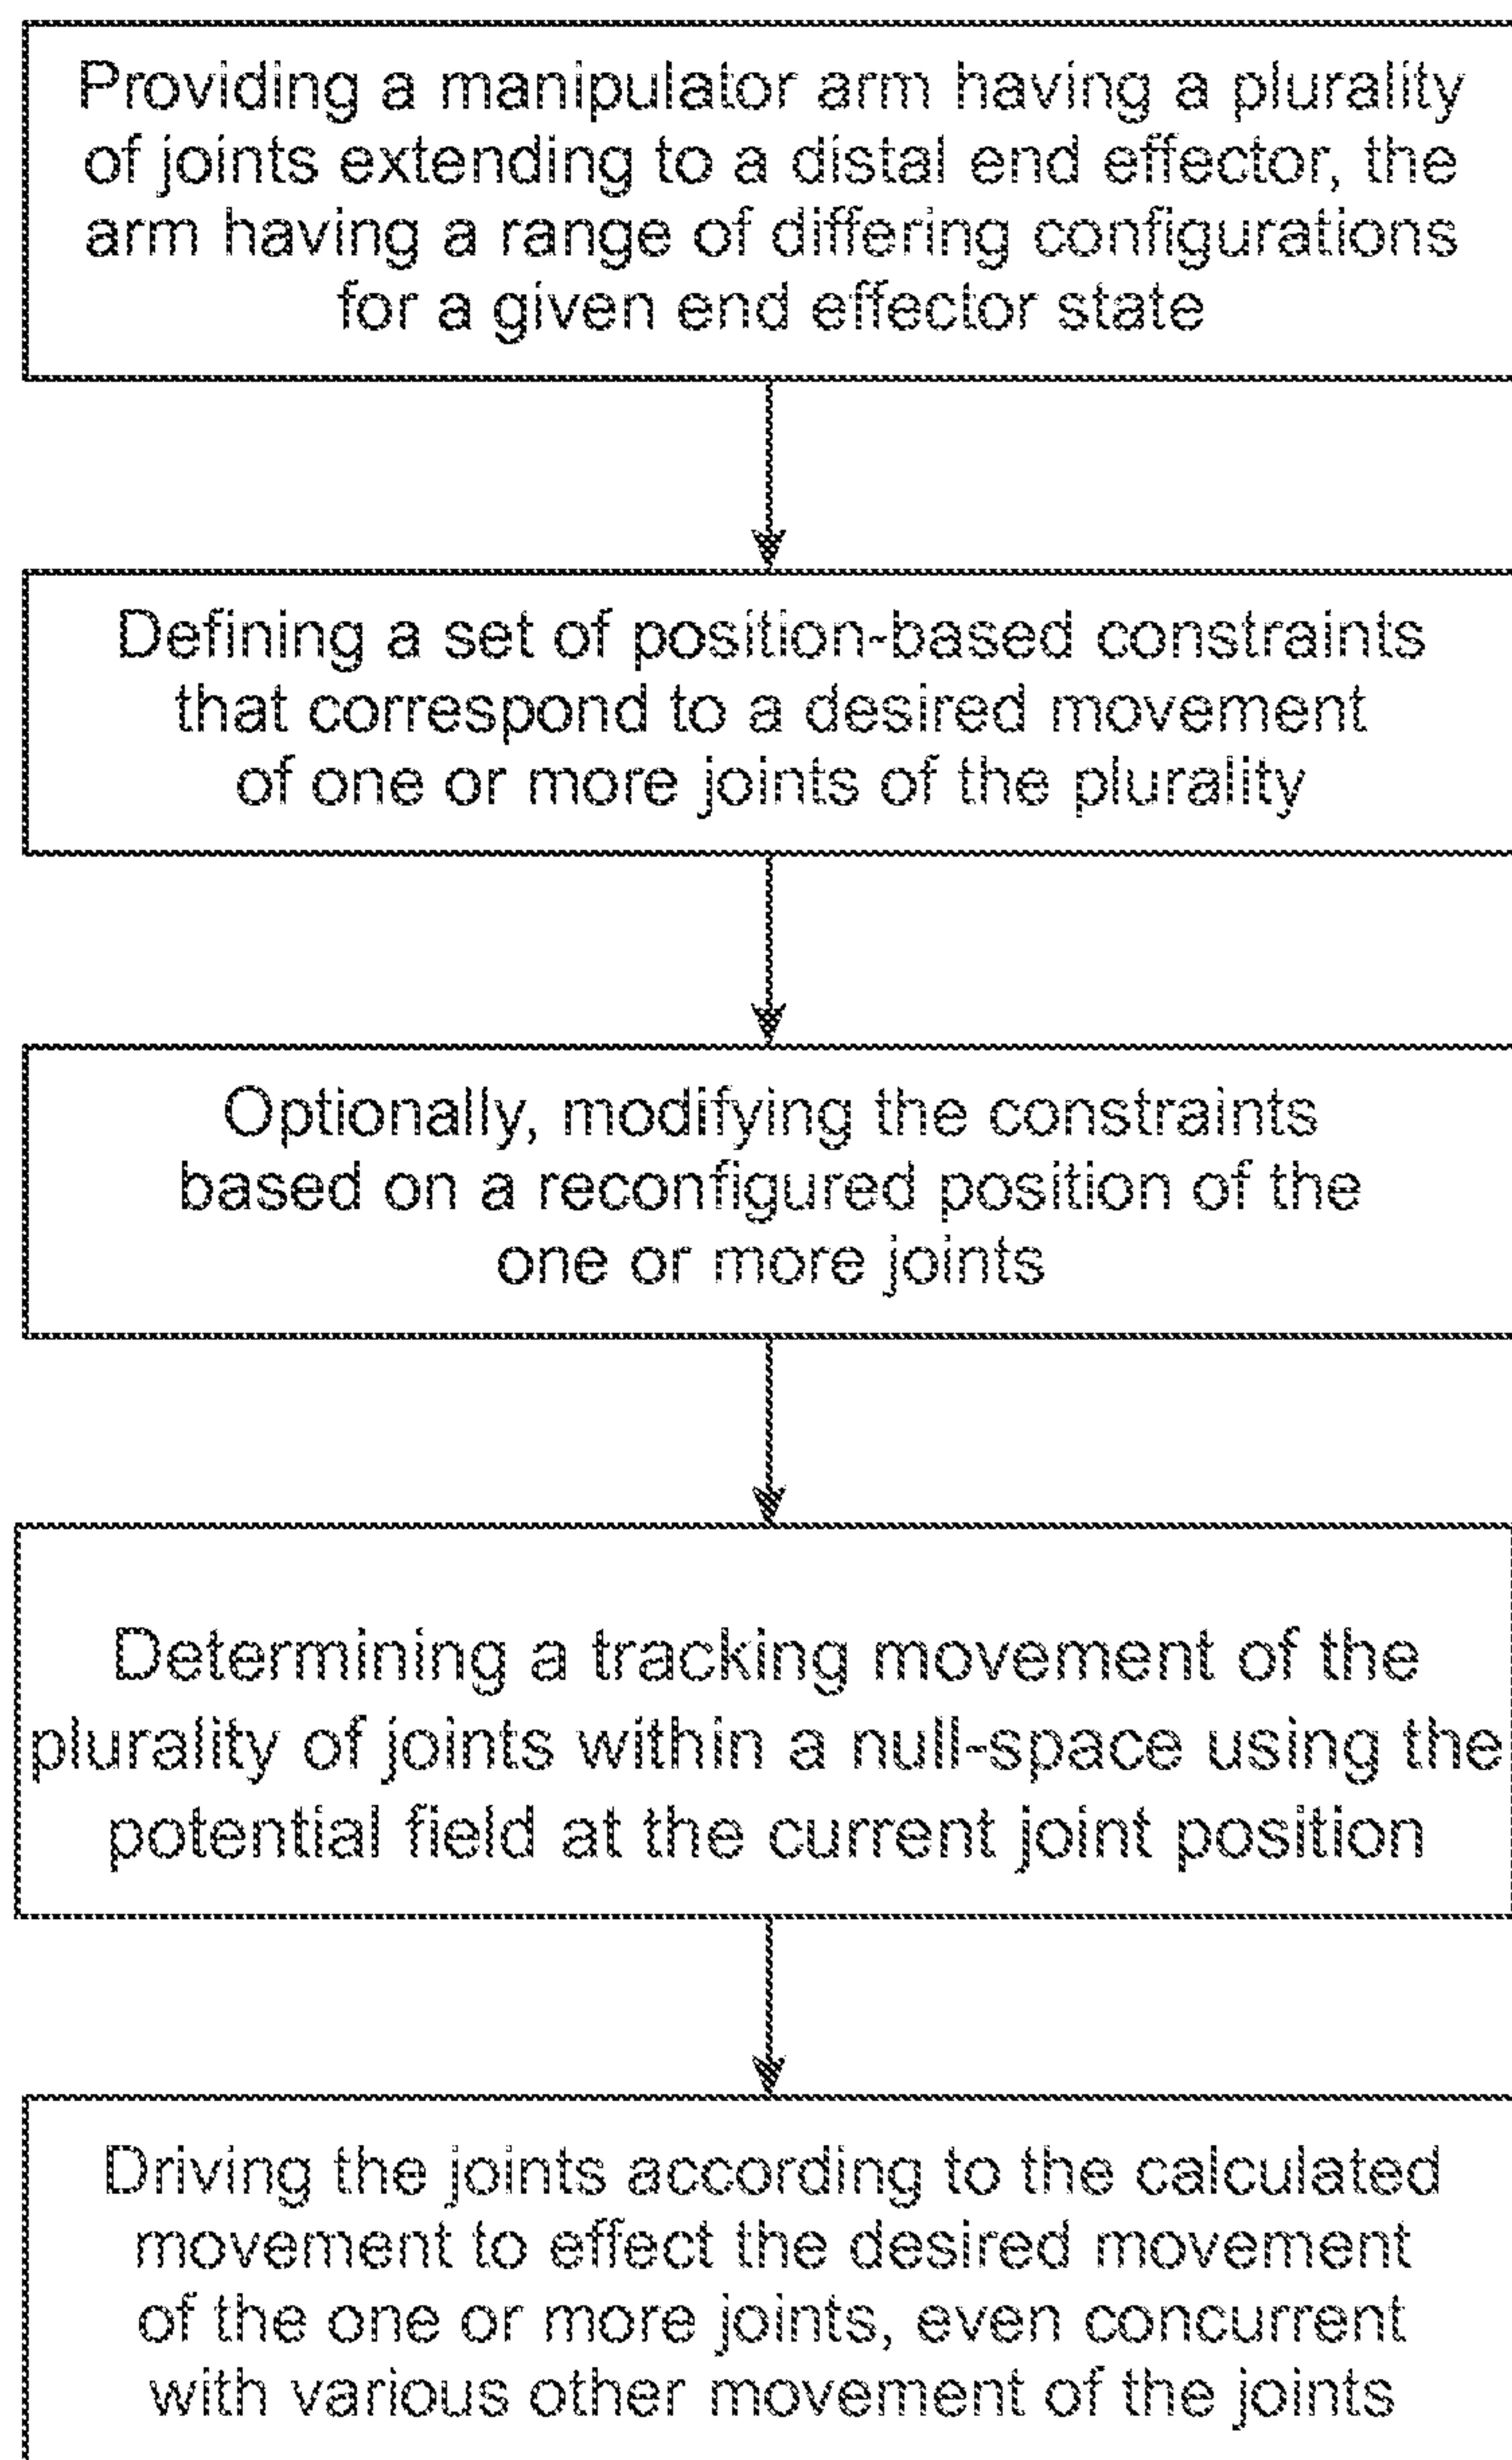 Providing a manipulator arm having a plurality
of joints extending to a distal end effector, the
arm having a range of differing configurations
for a given end effector state
Defining a set of position-based constraints
that correspond to a desired movement
of one or more joints of the plurality
Optionally, modifying the constraints
based on a reconfigured position of the
one or more joints
Determining a tracking movement of the
plurality of joints within a null-space using the
potential field at the current joint position
Driving the joints according to the calculated
movement to effect the desired movement
of the one or more joints, even concurrent
with various other movement of the joints